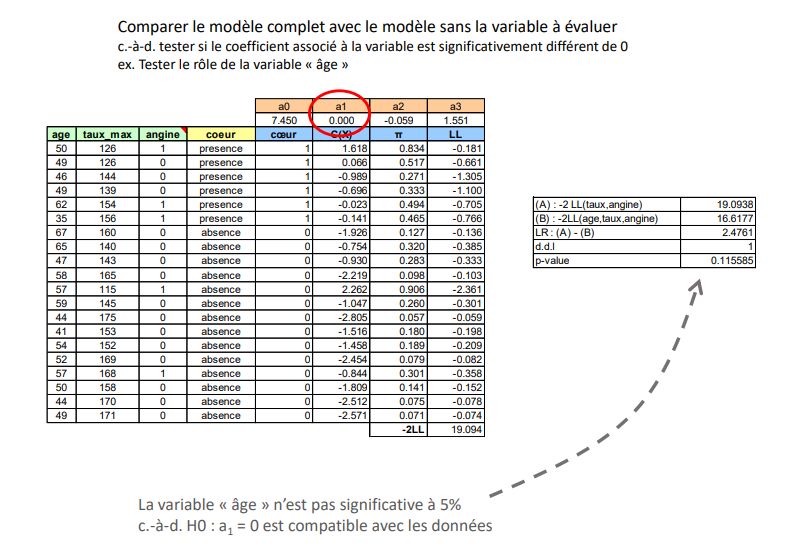 Comparer le modèle complet avec le modèle sans la variable à évaluer
c.-à-d. tester si le coefficient associé à la variable est significativement différent de 0
ex. Tester le rôle de la variable « âge »
a0 a1 a2 a3
7.450 0.000 -0.059 1.551
age taux_max angine coeur cœur C(X) π LL
50 126 1 presence 1 1.618 0.834 -0.181
49 126 0 presence 1 0.066 0.517 -0.661
46 144 0 presence 1 -0.989 0.271 -1.305
49 139 0 presence 1 -0.696 0.333 -1.100
62 154 1 presence 1 -0.023 0.494 -0.705
35 156 1 presence 1 -0.141 0.465 -0.766
67 160 0 absence 0 -1.926 0.127 -0.136
65 140 0 absence 0 -0.754 0.320 -0.385
47 143 0 absence 0 -0.930 0.283 -0.333
58 165 0 absence 0 -2.219 0.098 -0.103
57 115 1 absence 0 2.262 0.906 -2.361
59 145 0 absence 0 -1.047 0.260 -0.301
44 175 0 absence 0 -2.805 0.057 -0.059
41 153 0 absence 0 -1.516 0.180 -0.198
54 152 0 absence 0 -1.458 0.189 -0.209
52 169 0 absence 0 -2.454 0.079 -0.082
57 168 1 absence 0 -0.844 0.301 -0.358
50 158 0 absence 0 -1.809 0.141 -0.152
44 170 0 absence 0 -2.512 0.075 -0.078
49 171 0 absence 0 -2.571 0.071 -0.074
-2LL 19.094
(A) : -2 LL(taux,angine) 19.0938
(B) : -2LL(age,taux,angine) 16.6177
LR : (A) - (B) 2.4761
d.d.l 1
p-value 0.115585
La variable « âge » n’est pas significative à 5%
c.-à-d. H0 : a1 = 0 est compatible avec les données